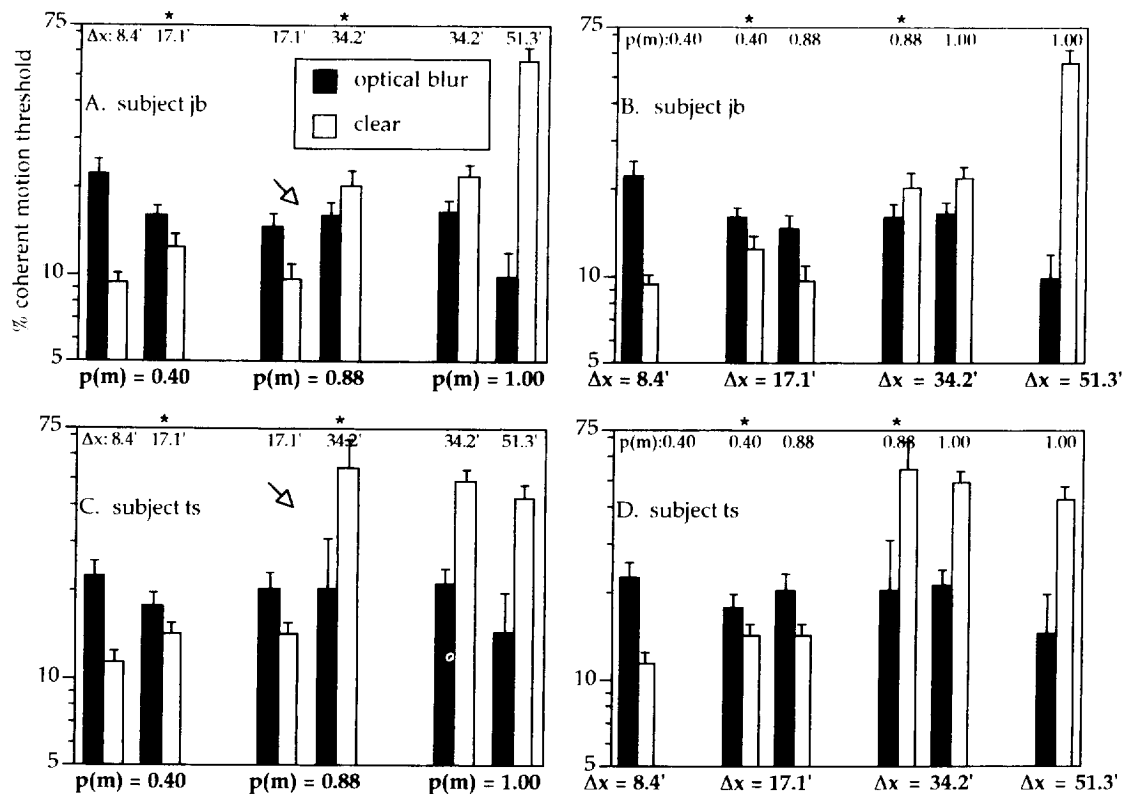 * *
75
Δx: 8.4' 17.1' 17.1' 34.2' 34.2' 51.3'
optical blur
clear
A. subject jb
% coherent motion threshold
10
5
p(m) = 0.40 p(m) = 0.88 p(m) = 1.00
* *
75
p(m):0.40 0.40 0.88 0.88 1.00 1.00
B. subject jb
10
5
Δx = 8.4' Δx = 17.1' Δx = 34.2' Δx = 51.3'
* *
75
Δx: 8.4' 17.1' 17.1' 34.2' 34.2' 51.3'
C. subject ts
10
5
p(m) = 0.40 p(m) = 0.88 p(m) = 1.00
* *
75
p(m):0.40 0.40 0.88 0.88 1.00 1.00
D. subject ts
10
5
Δx = 8.4' Δx = 17.1' Δx = 34.2' Δx = 51.3'